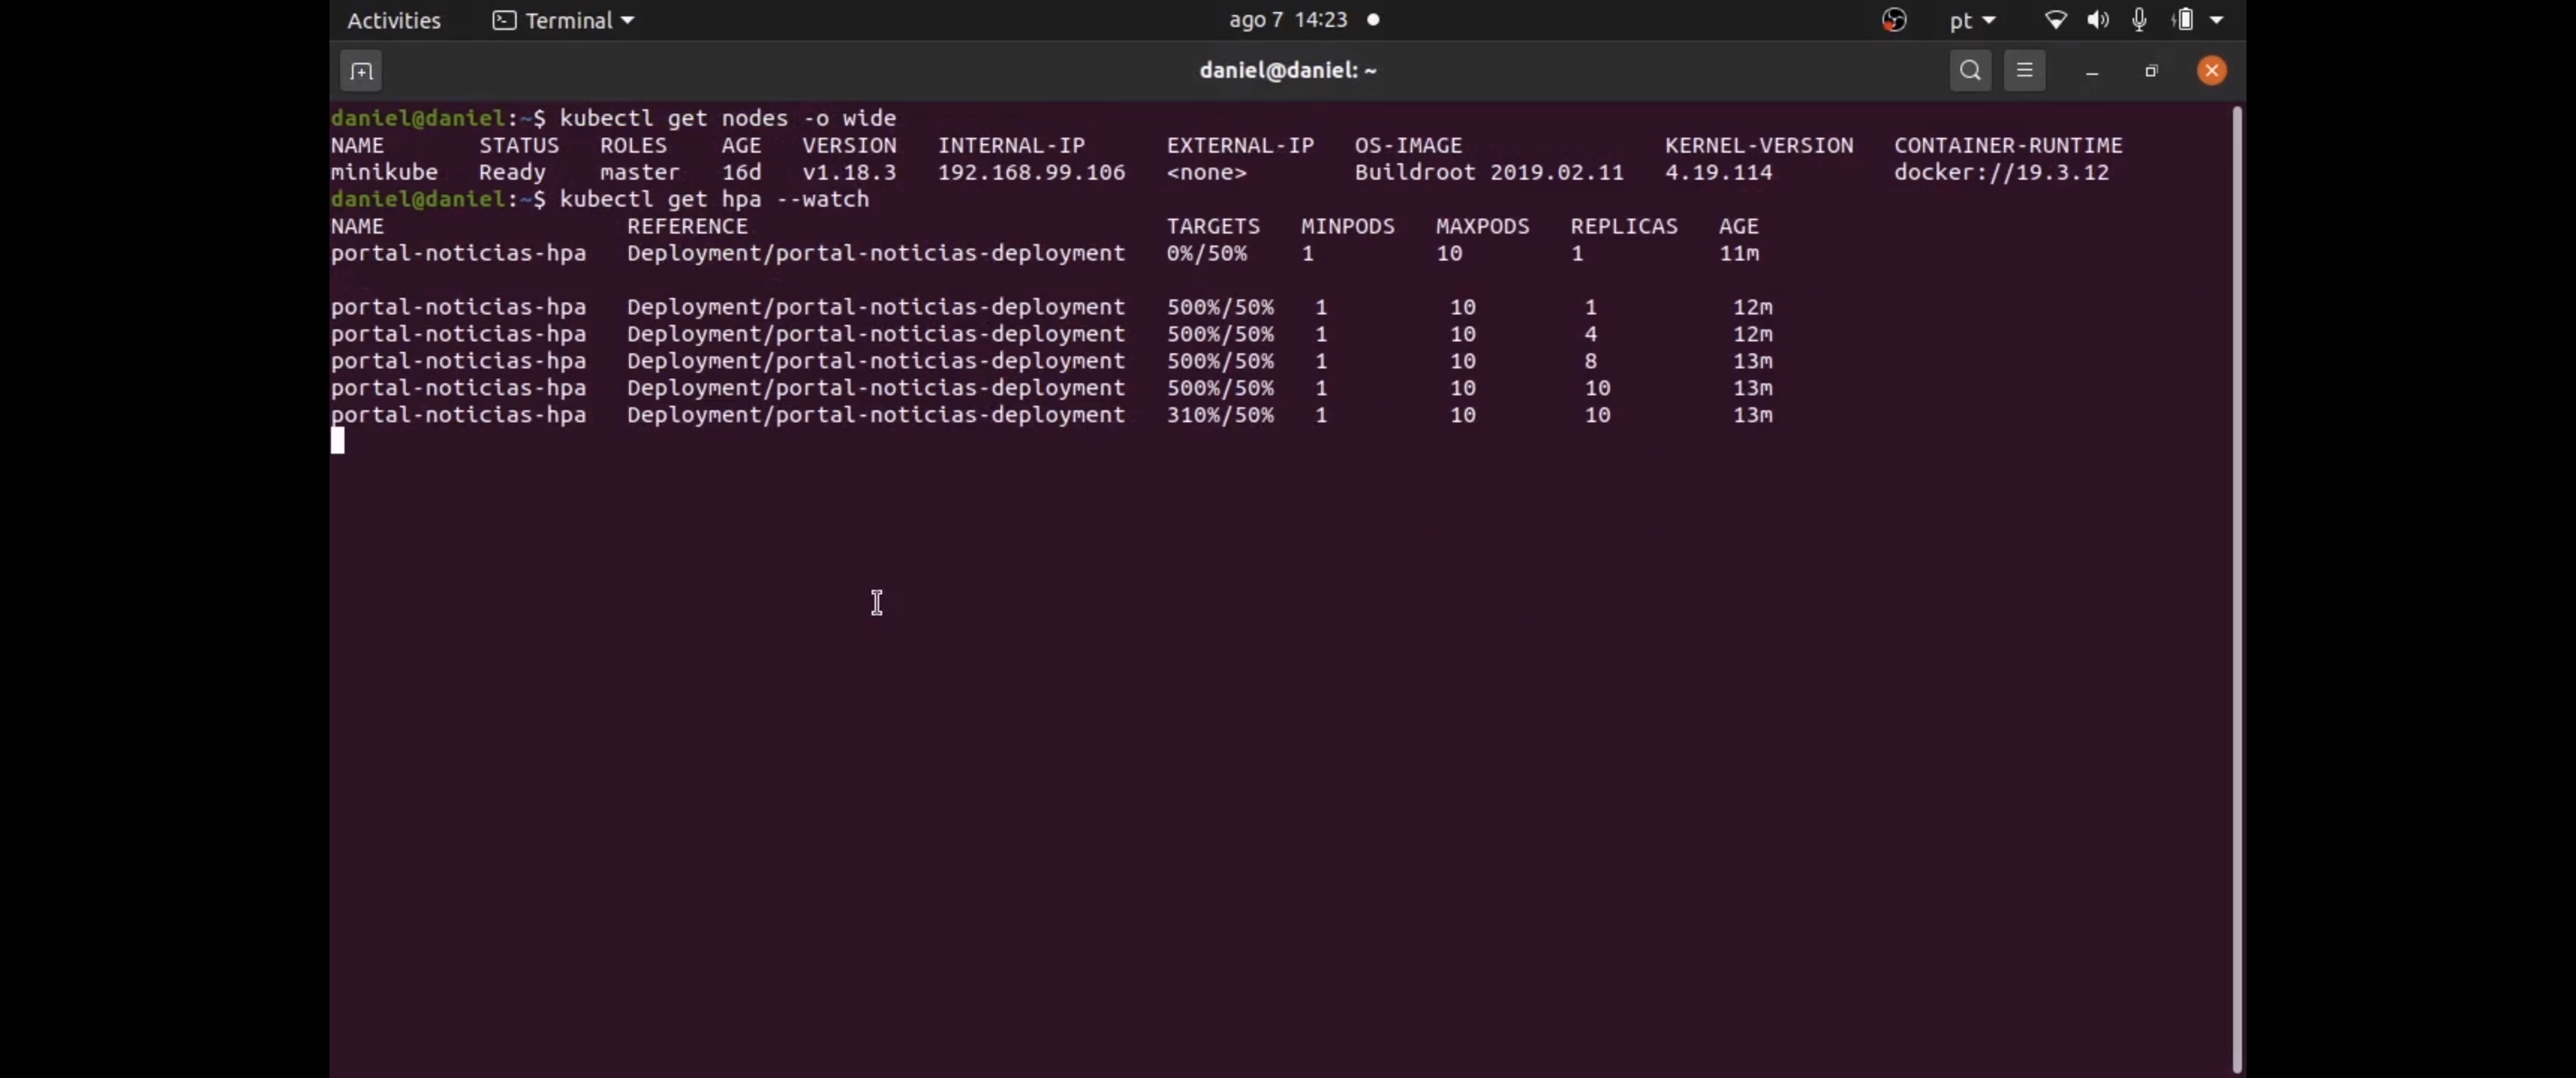 Activities Terminal ago 7 14:23 pt
daniel@daniel: ~
daniel@daniel:~$ kubectl get nodes -o wide
NAME STATUS ROLES AGE VERSION INTERNAL-IP EXTERNAL-IP OS-IMAGE KERNEL-VERSION CONTAINER-RUNTIME
minikube Ready master 16d v1.18.3 192.168.99.106 <none> Buildroot 2019.02.11 4.19.114 docker://19.3.12
daniel@daniel:~$ kubectl get hpa --watch
NAME REFERENCE TARGETS MINPODS MAXPODS REPLICAS AGE
portal-noticias-hpa Deployment/portal-noticias-deployment 0%/50% 1 10 1 11m
portal-noticias-hpa Deployment/portal-noticias-deployment 500%/50% 1 10 1 12m
portal-noticias-hpa Deployment/portal-noticias-deployment 500%/50% 1 10 4 12m
portal-noticias-hpa Deployment/portal-noticias-deployment 500%/50% 1 10 8 13m
portal-noticias-hpa Deployment/portal-noticias-deployment 500%/50% 1 10 10 13m
portal-noticias-hpa Deployment/portal-noticias-deployment 310%/50% 1 10 10 13m